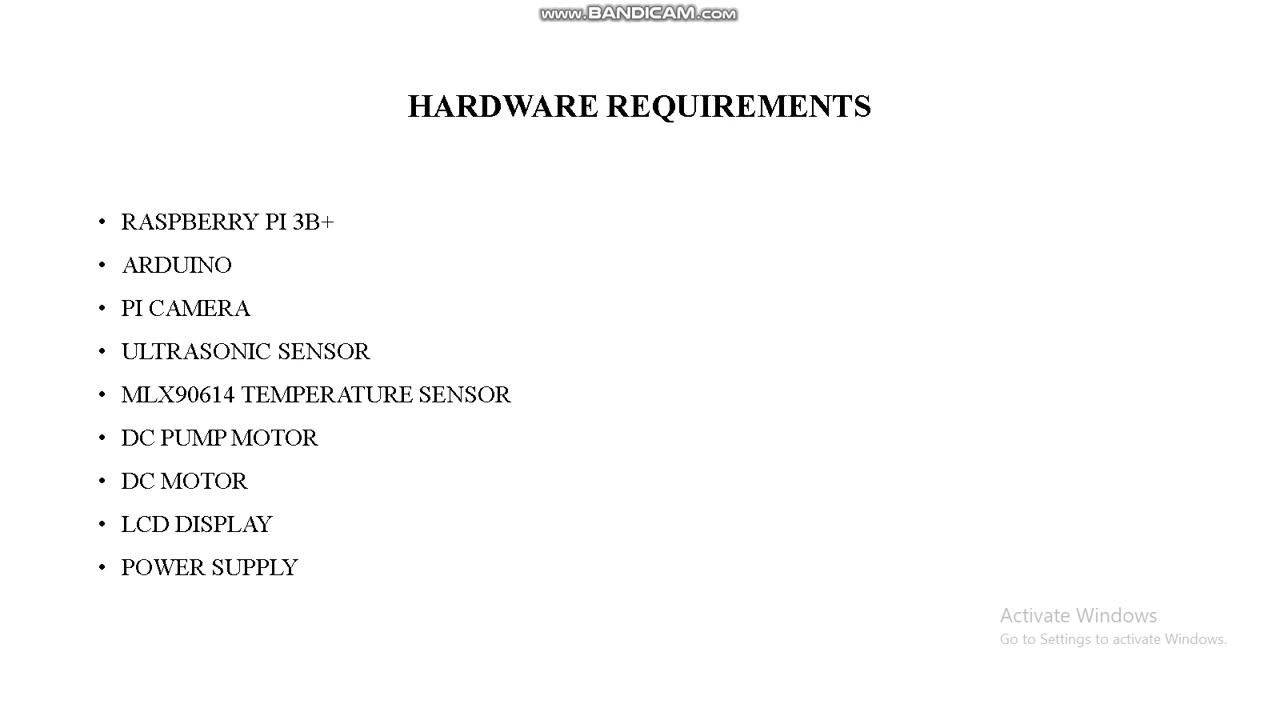 www.BANDICAM.com
HARDWARE REQUIREMENTS
• RASPBERRY PI 3B+
• ARDUINO
• PI CAMERA
• ULTRASONIC SENSOR
• MLX90614 TEMPERATURE SENSOR
• DC PUMP MOTOR
• DC MOTOR
• LCD DISPLAY
• POWER SUPPLY
Activate Windows
Go to Settings to activate Windows.